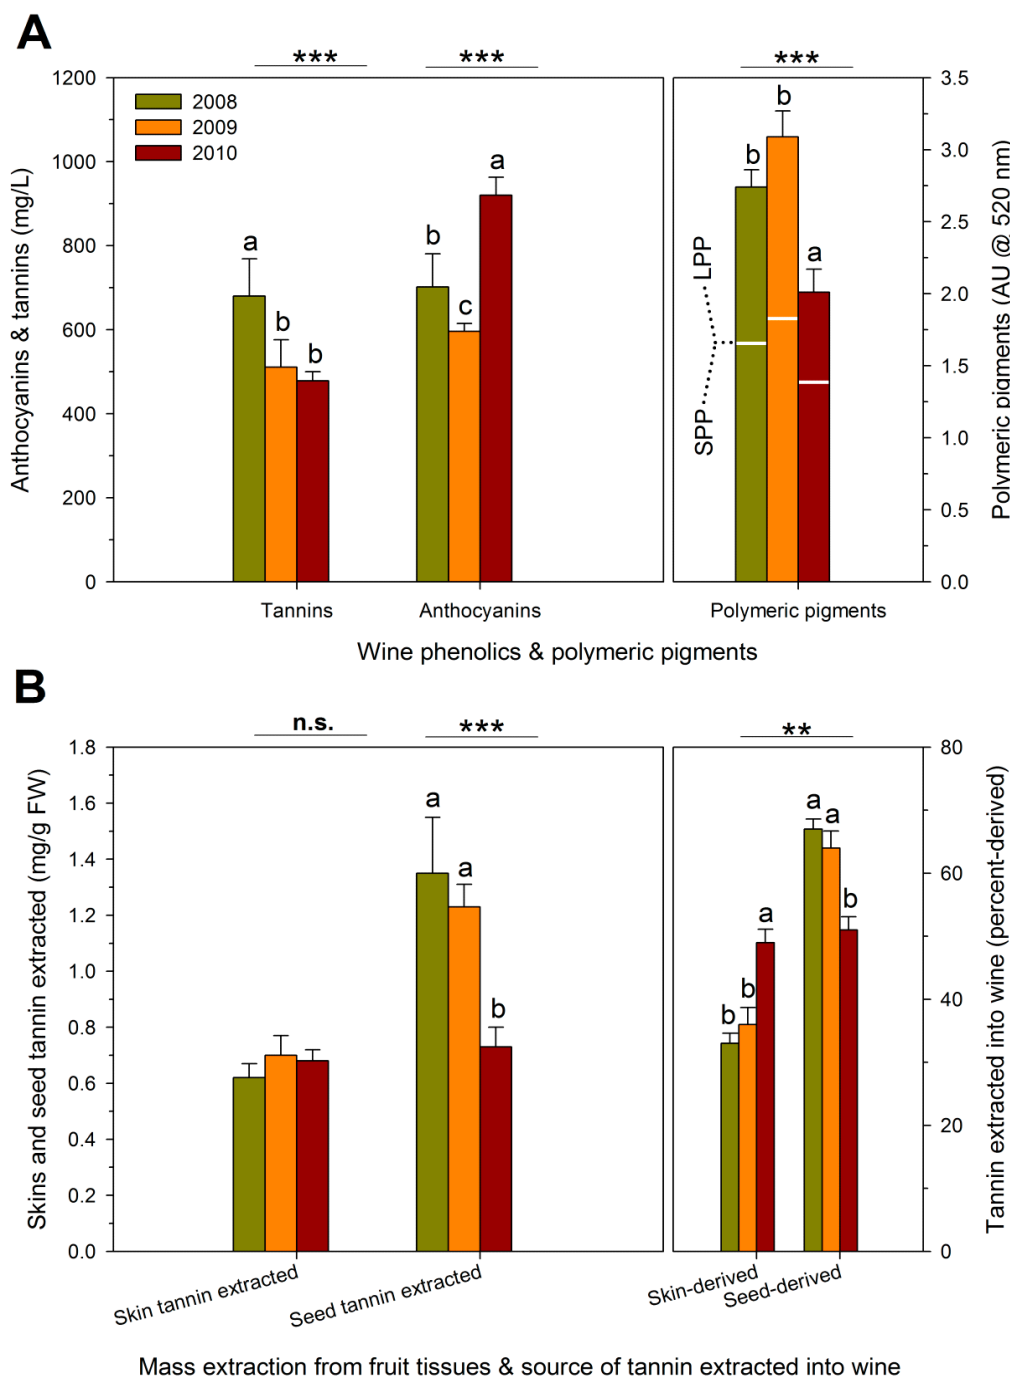 A
*** *** ***
1200 3.5
2008
2009
2010
1000 3.0
800 2.5
600 2.0
400 1.5
200 1.0
0 0.5
0.0
a b b
b c a
b b a
LPP
SPP
Anthocyanins & tannins (mg/L)
Polymeric pigments (AU @ 520 nm)
Tannins Anthocyanins Polymeric pigments
Wine phenolics & polymeric pigments
B
n.s. *** **
1.8 80
1.6
1.4 60
1.2
1.0 40
0.8
0.6
0.4 20
0.2
0.0 0
a a b
b b a
a a b
Skins and seed tannin extracted (mg/g FW)
Tannin extracted into wine (percent-derived)
Skin tannin extracted Seed tannin extracted Skin-derived Seed-derived
Mass extraction from fruit tissues & source of tannin extracted into wine